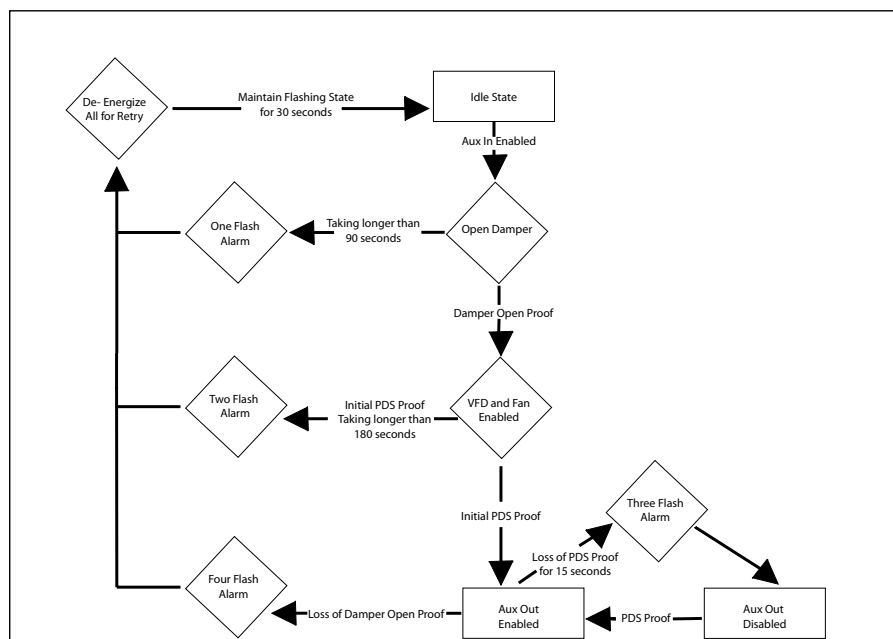 De- Energize
All for Retry
Maintain Flashing State
for 30 seconds
Idle State
Aux In Enabled
One Flash
Alarm
Taking longer than
90 seconds
Open Damper
Damper Open Proof
Two Flash
Alarm
Initial PDS Proof
Taking longer than
180 seconds
VFD and Fan
Enabled
Initial PDS Proof
Three Flash
Alarm
Loss of PDS Proof
for 15 seconds
Four Flash
Alarm
Loss of Damper Open Proof
Aux Out
Enabled
PDS Proof
Aux Out
Disabled